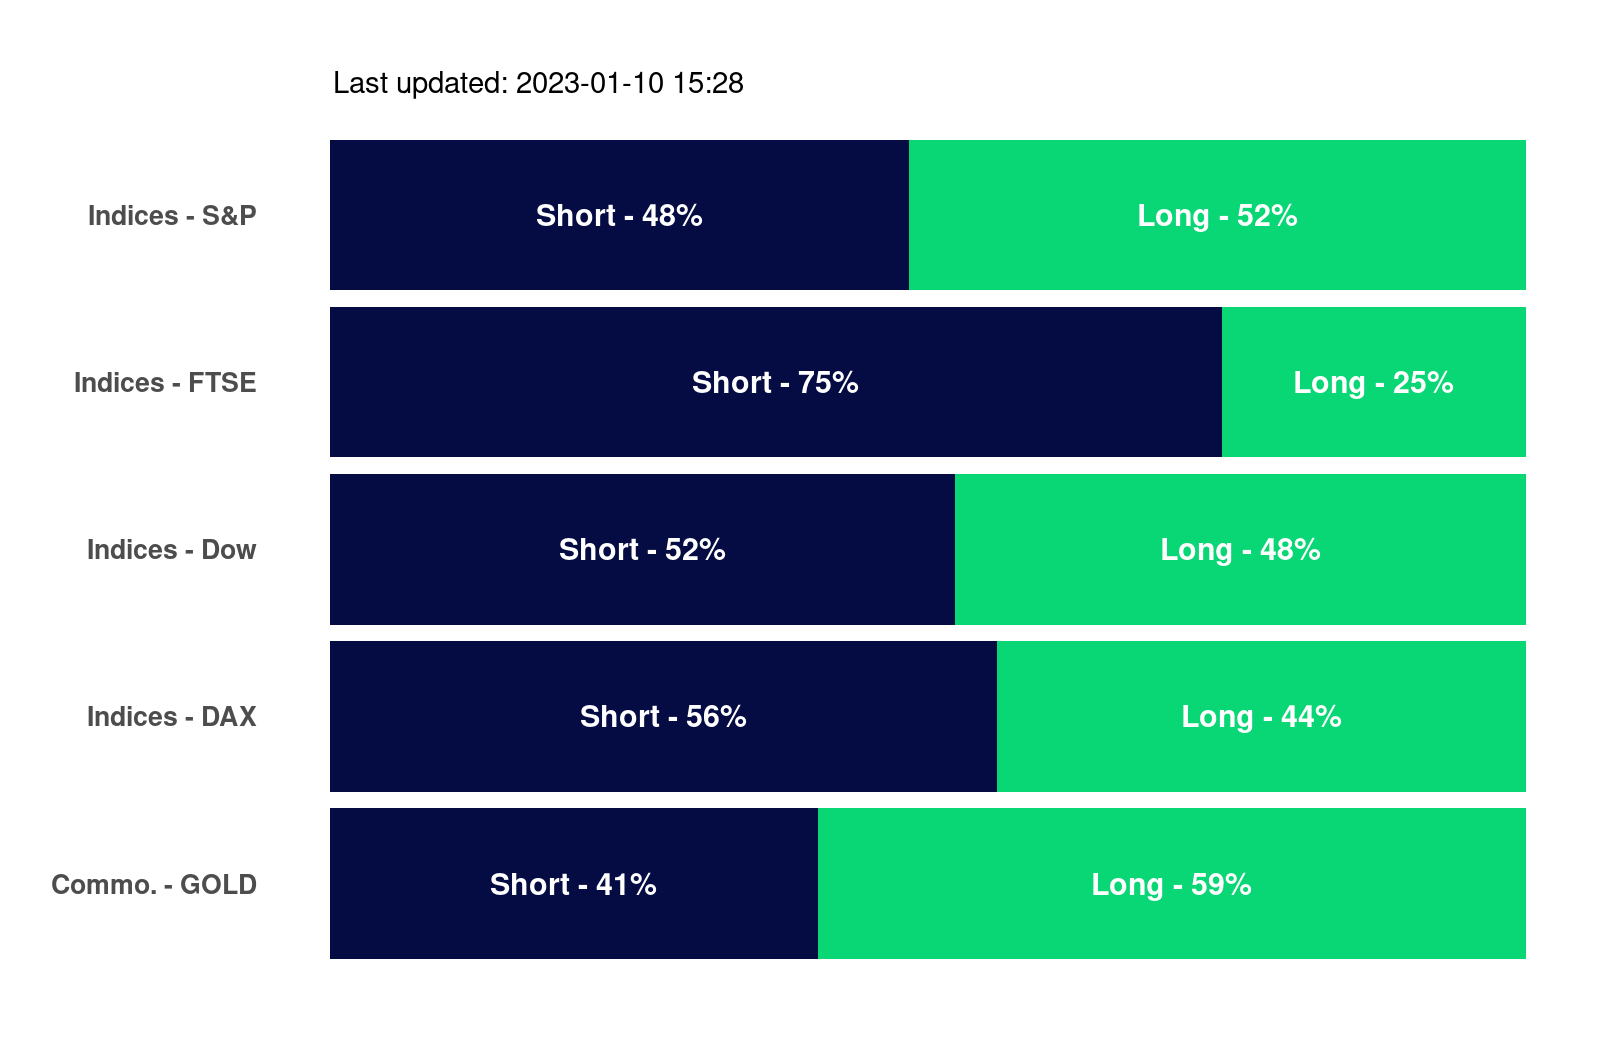 Last updated: 2023-01-10 15:28
Indices - S&P Short - 48% Long - 52%
Indices - FTSE Short - 75% Long - 25%
Indices - Dow Short - 52% Long - 48%
Indices - DAX Short - 56% Long - 44%
Commo. - GOLD Short - 41% Long - 59%